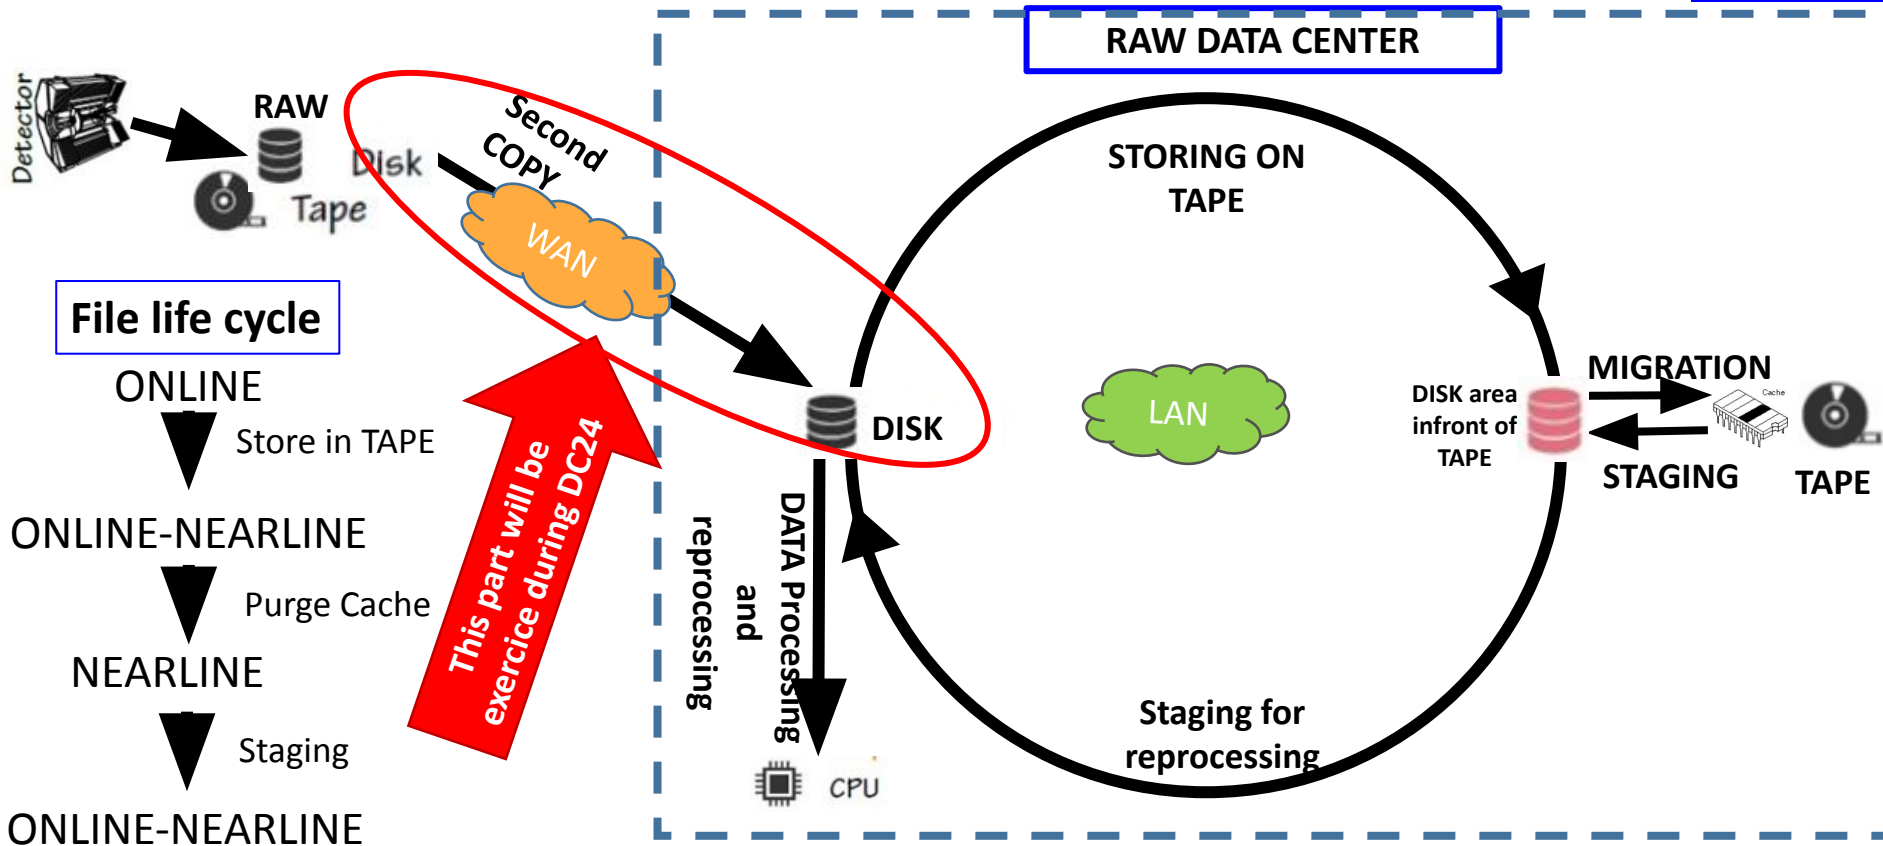 RAW DATA CENTER
Detector
RAW
Disk
Tape
Second
COPY
WAN
STORING ON
TAPE
File life cycle
ONLINE
Store in TAPE
ONLINE-NEARLINE
Purge Cache
NEARLINE
Staging
ONLINE-NEARLINE
This part will be
exercice during DC24
DISK
LAN
DISK area
infront of
TAPE
MIGRATION
Cache
STAGING
TAPE
DATA Processing
and
reprocessing
CPU
Staging for
reprocessing